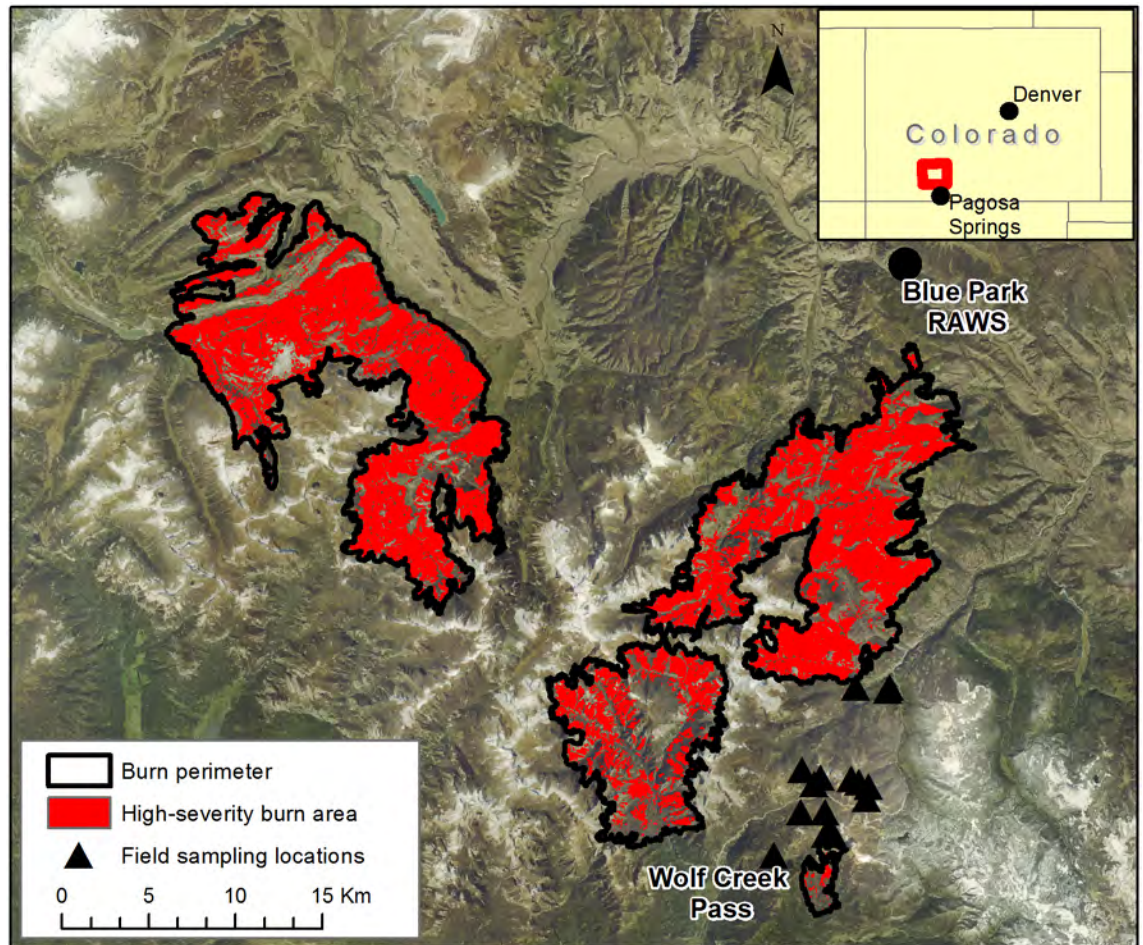 N
Denver
Colorado
Pagosa
Springs
Blue Park
RAWS
Burn perimeter
High-severity burn area
Field sampling locations
0 5 10 15 Km
Wolf Creek
Pass